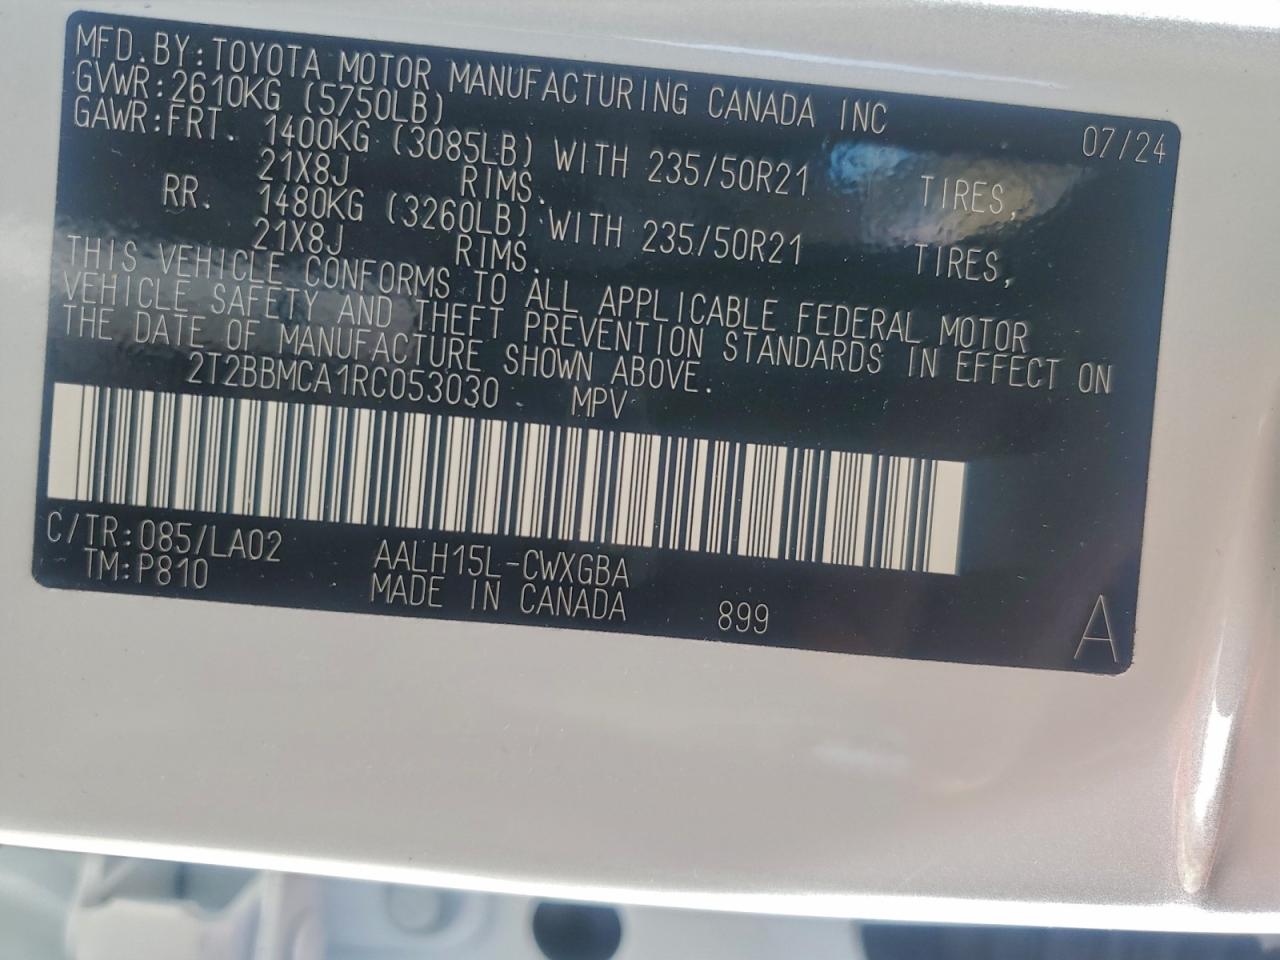 MFD. BY: TOYOTA MOTOR MANUFACTURING CANADA INC 07/24
GVWR: 2610KG (5750LB)
GAWR: FRT. 1400KG (3085LB) WITH 235/50R21 TIRES,
21X8J RIMS.
RR. 1480KG (3260LB) WITH 235/50R21 TIRES,
21X8J RIMS.
THIS VEHICLE CONFORMS TO ALL APPLICABLE FEDERAL MOTOR
VEHICLE SAFETY AND THEFT PREVENTION STANDARDS IN EFFECT ON
THE DATE OF MANUFACTURE SHOWN ABOVE.
2T2BBMCA1RC053030 MPV
C/TR: 085/LA02 AALH15L-CWXGBA
TM: P810 MADE IN CANADA 899 A